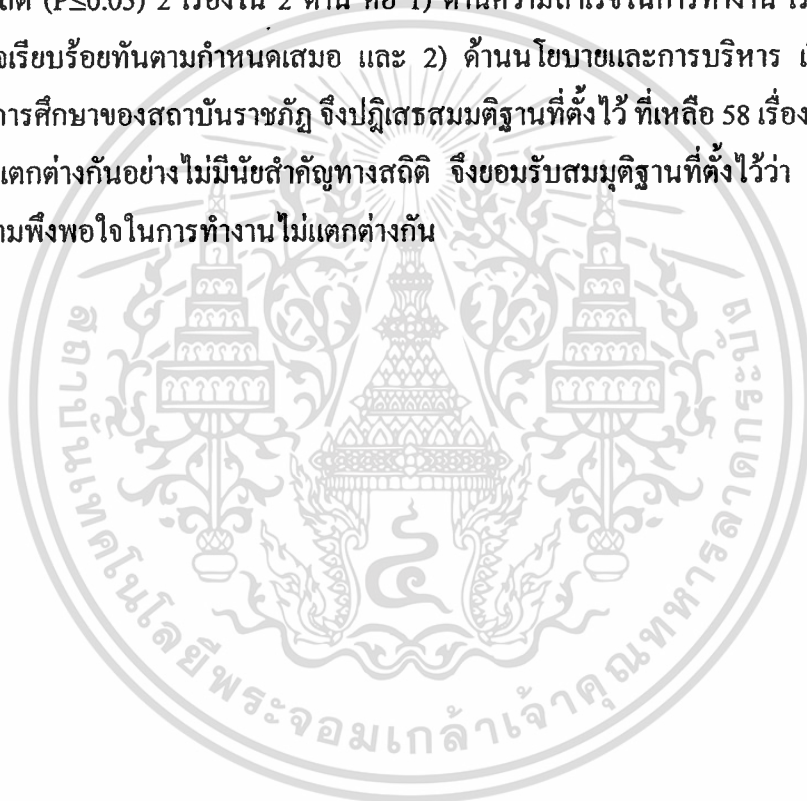 (P≤0.05) 2 เรื่องใน 2 ด้าน คือ 1) ด้านความสำเร็จในการทำงาน
เรียบร้อยทันตามกำหนดเสมอ และ 2) ด้านนโยบายและการบริหาร
การศึกษาของสถาบันราชภัฏ จึงปฏิเสธสมมติฐานที่ตั้งไว้ ที่เหลือ 58 เรื่อง
แตกต่างกันอย่างไม่มีนัยสำคัญทางสถิติ จึงยอมรับสมมุติฐานที่ตั้งไว้ว่า
ามพึงพอใจในการทำงานไม่แตกต่างกัน
สถาบันเทคโนโลยีพระจอมเกล้าเจ้าคุณทหารลาดกระบัง